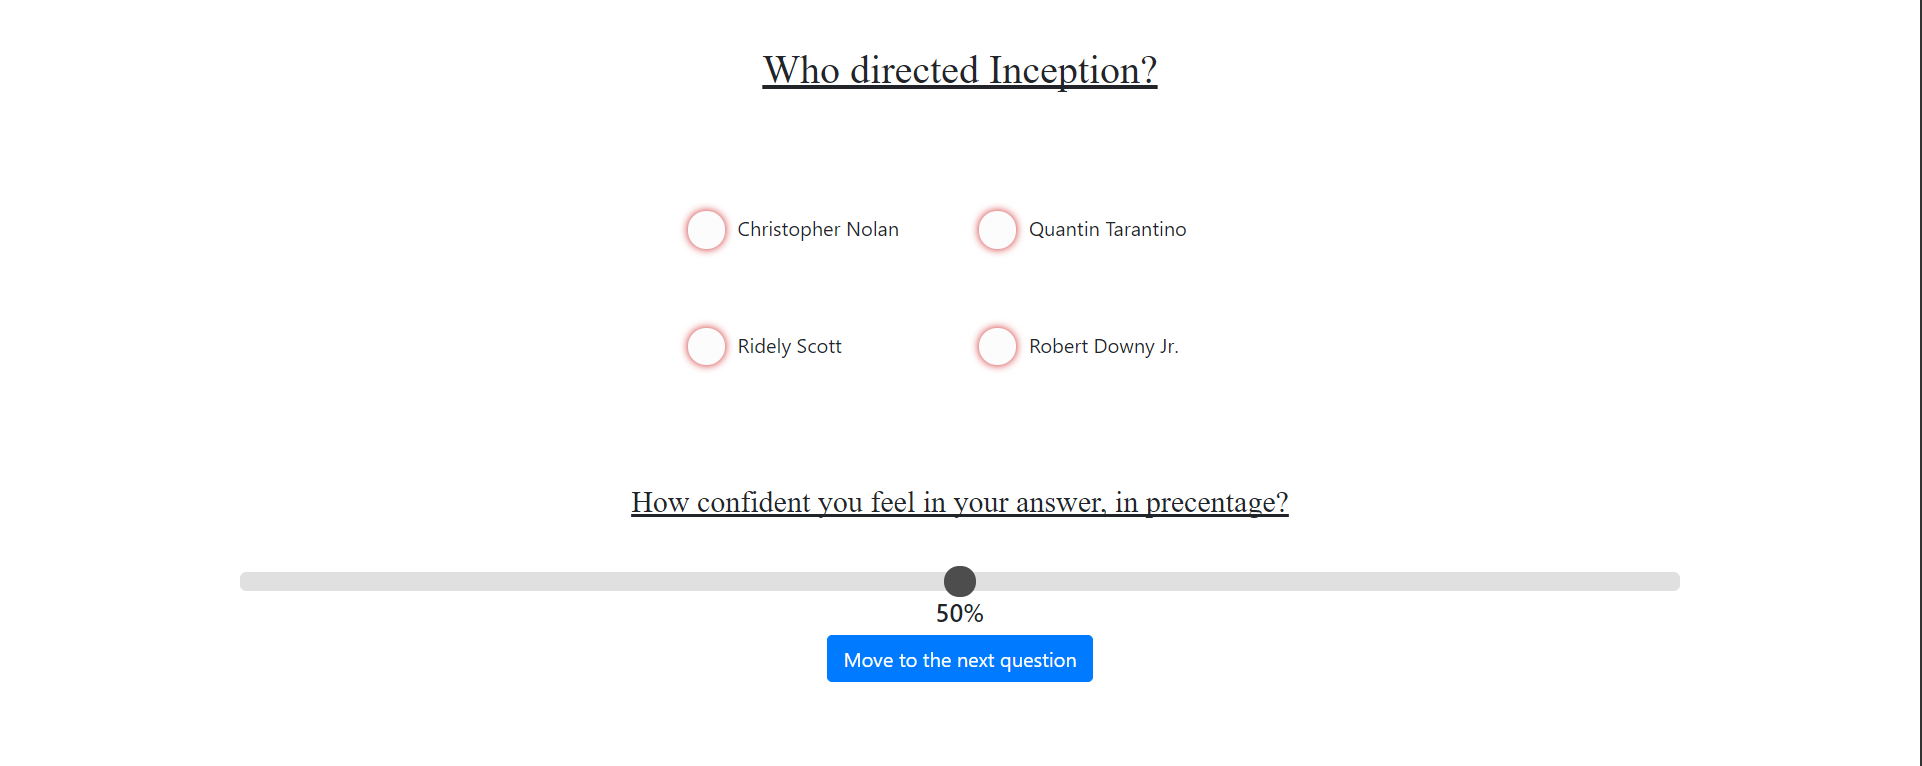 Who directed Inception?
Christopher Nolan
Quantin Tarantino
Ridely Scott
Robert Downy Jr.
How confident you feel in your answer, in precentage?
50%
Move to the next question